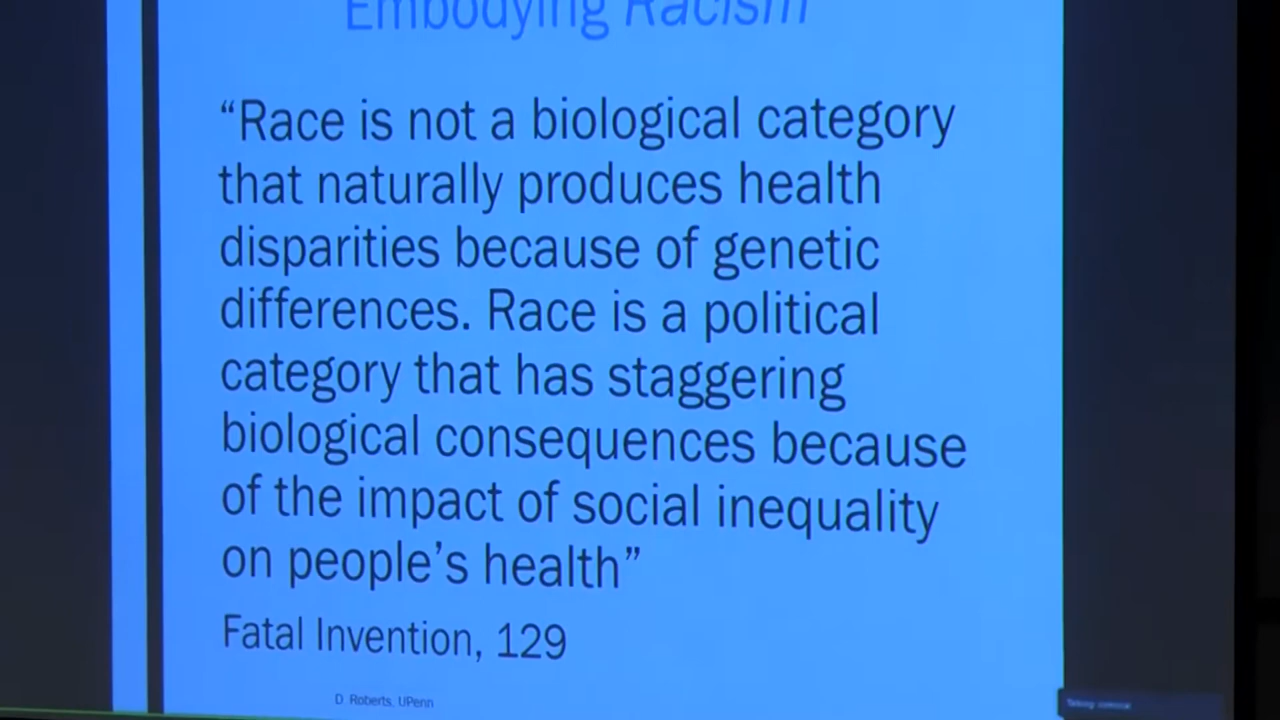 Embodying Racism
“Race is not a biological category
that naturally produces health
disparities because of genetic
differences. Race is a political
category that has staggering
biological consequences because
of the impact of social inequality
on people’s health”
Fatal Invention, 129
D. Roberts, UPenn